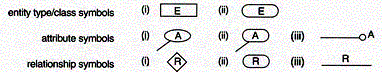 entity type/class symbols (i) E (ii) E
attribute symbols (i) A (ii) A (iii) A
relationship symbols (i) R (ii) R (iii) R